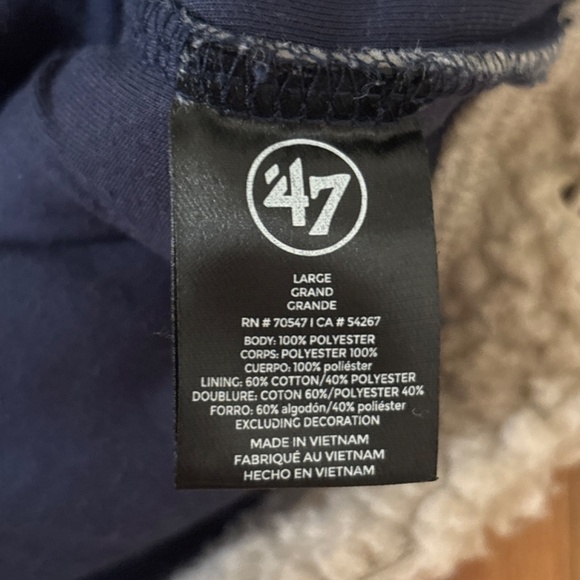 '47
LARGE
GRAND
GRANDE
RN # 70547 I CA # 54267
BODY: 100% POLYESTER
CORPS: POLYESTER 100%
CUERPO: 100% poliéster
LINING: 60% COTTON/40% POLYESTER
DOUBLURE: COTON 60%/POLYESTER 40%
FORRO: 60% algodón/40% poliéster
EXCLUDING DECORATION
MADE IN VIETNAM
FABRIQUÉ AU VIETNAM
HECHO EN VIETNAM